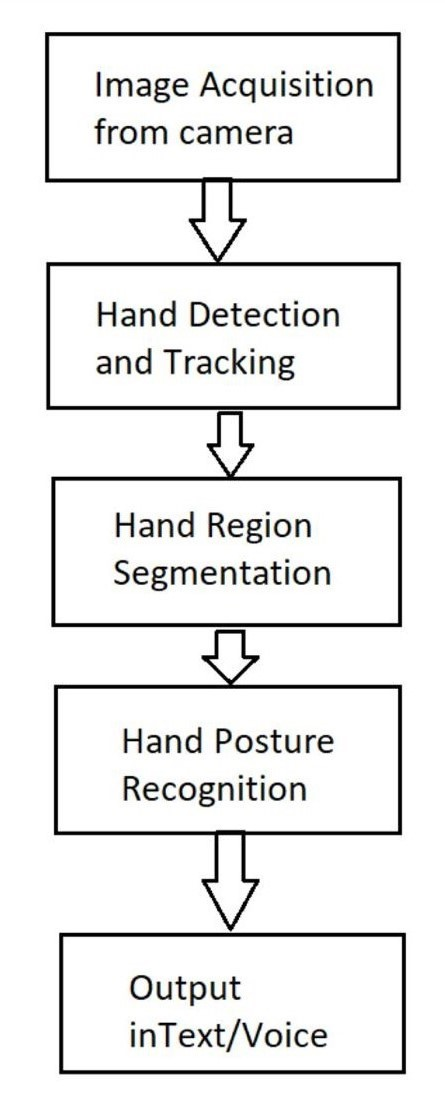 Image Acquisition
from camera
Hand Detection
and Tracking
Hand Region
Segmentation
Hand Posture
Recognition
Output
inText/Voice